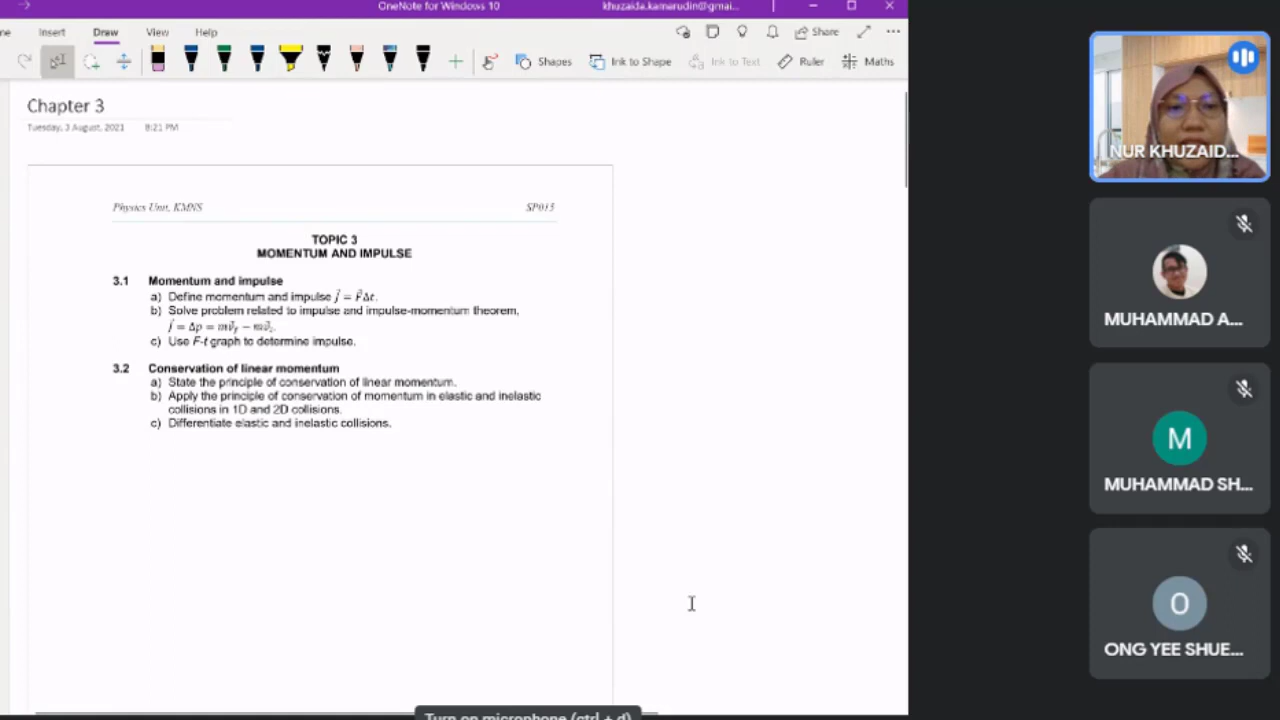 OneNote for Windows 10
khuzaida.kamarudin@gmai...
Insert
Draw
View
Help
Share
Shapes
Ink to Shape
Ink to Text
Ruler
Maths
Chapter 3
Tuesday, 3 August, 2021 8:21 PM
Physics Unit, KMNS SP015
TOPIC 3
MOMENTUM AND IMPULSE
3.1 Momentum and impulse
a) Define momentum and impulse J⃗ = F⃗Δt.
b) Solve problem related to impulse and impulse-momentum theorem,
J⃗ = Δp = mv⃗f − mv⃗i.
c) Use F-t graph to determine impulse.
3.2 Conservation of linear momentum
a) State the principle of conservation of linear momentum.
b) Apply the principle of conservation of momentum in elastic and inelastic
collisions in 1D and 2D collisions.
c) Differentiate elastic and inelastic collisions.
Turn on microphone (ctrl + d)
NUR KHUZAID...
MUHAMMAD A...
M
MUHAMMAD SH...
O
ONG YEE SHUE...